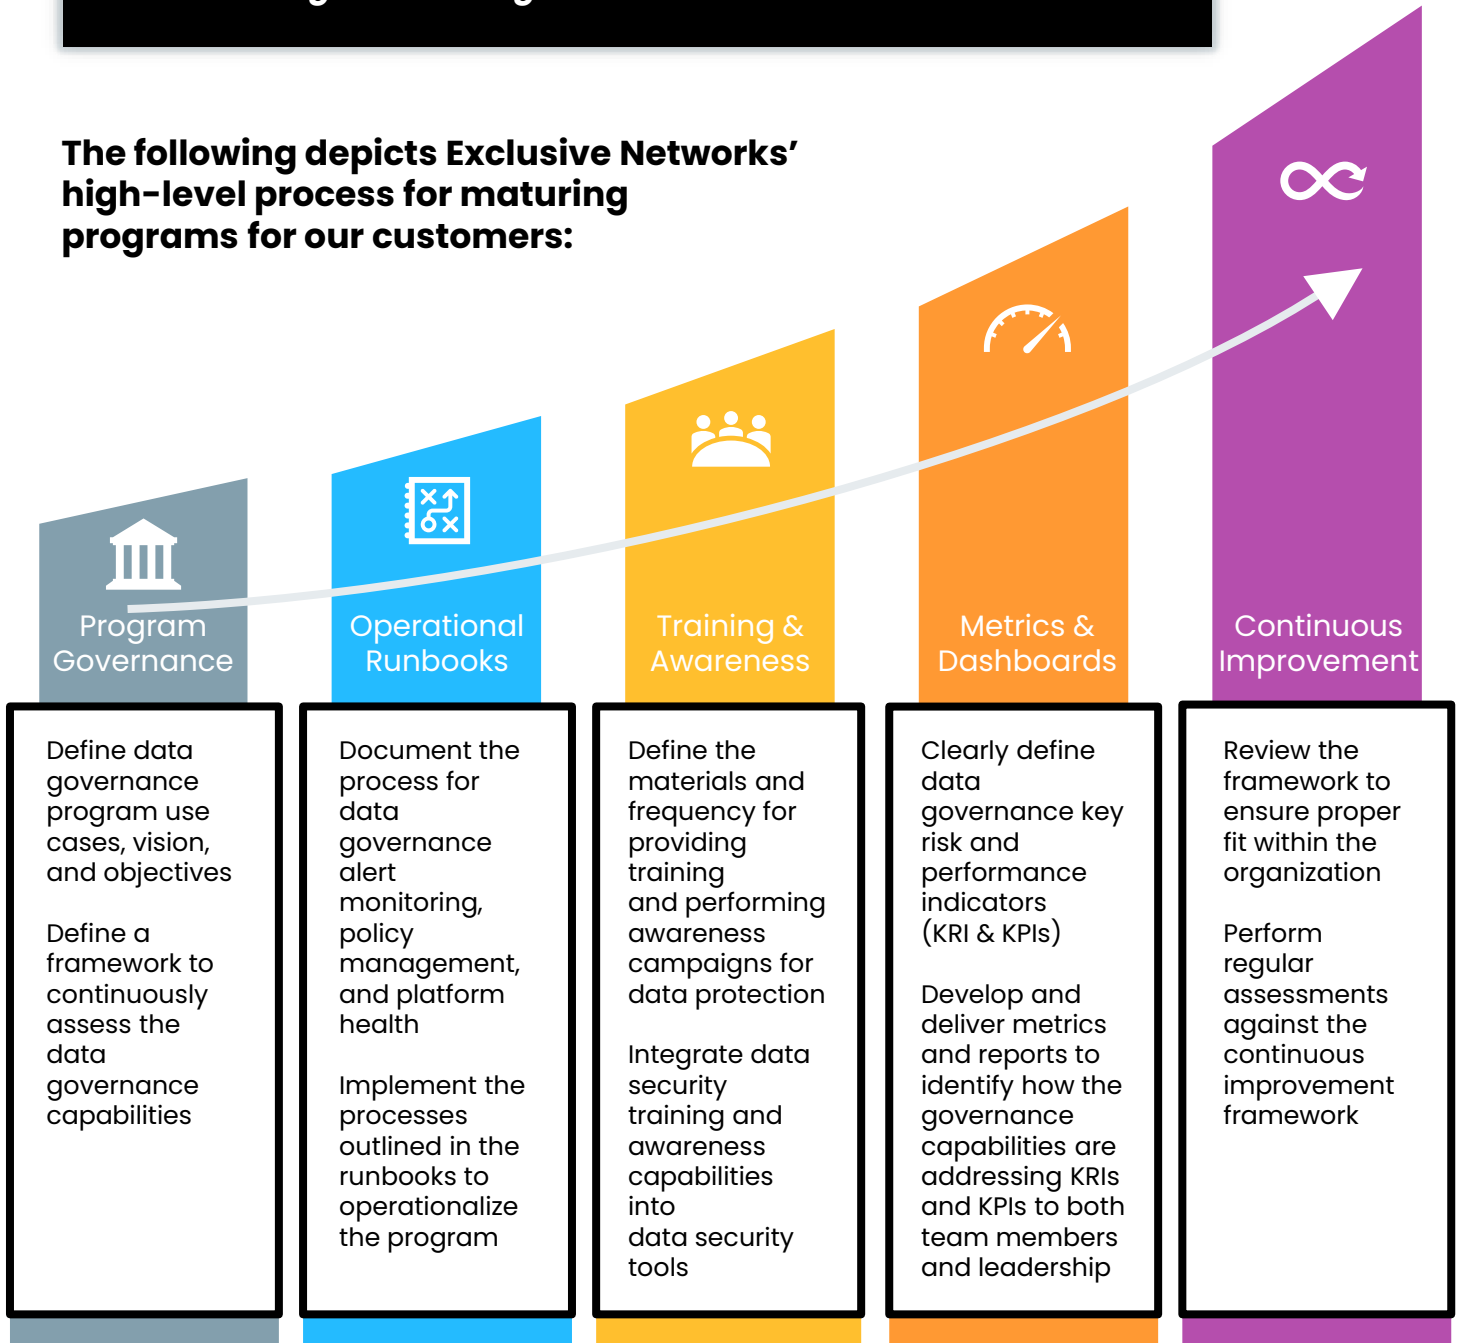 The following depicts Exclusive Networks’
high-level process for maturing
programs for our customers:
Program
Governance
Define data
governance
program use
cases, vision,
and objectives
Define a
framework to
continuously
assess the
data
governance
capabilities
Operational
Runbooks
Document the
process for
data
governance
alert
monitoring,
policy
management,
and platform
health
Implement the
processes
outlined in the
runbooks to
operationalize
the program
Training &
Awareness
Define the
materials and
frequency for
providing
training
and performing
awareness
campaigns for
data protection
Integrate data
security
training and
awareness
capabilities
into
data security
tools
Metrics &
Dashboards
Clearly define
data
governance key
risk and
performance
indicators
(KRI & KPIs)
Develop and
deliver metrics
and reports to
identify how the
governance
capabilities are
addressing KRIs
and KPIs to both
team members
and leadership
Continuous
Improvement
Review the
framework to
ensure proper
fit within the
organization
Perform
regular
assessments
against the
continuous
improvement
framework